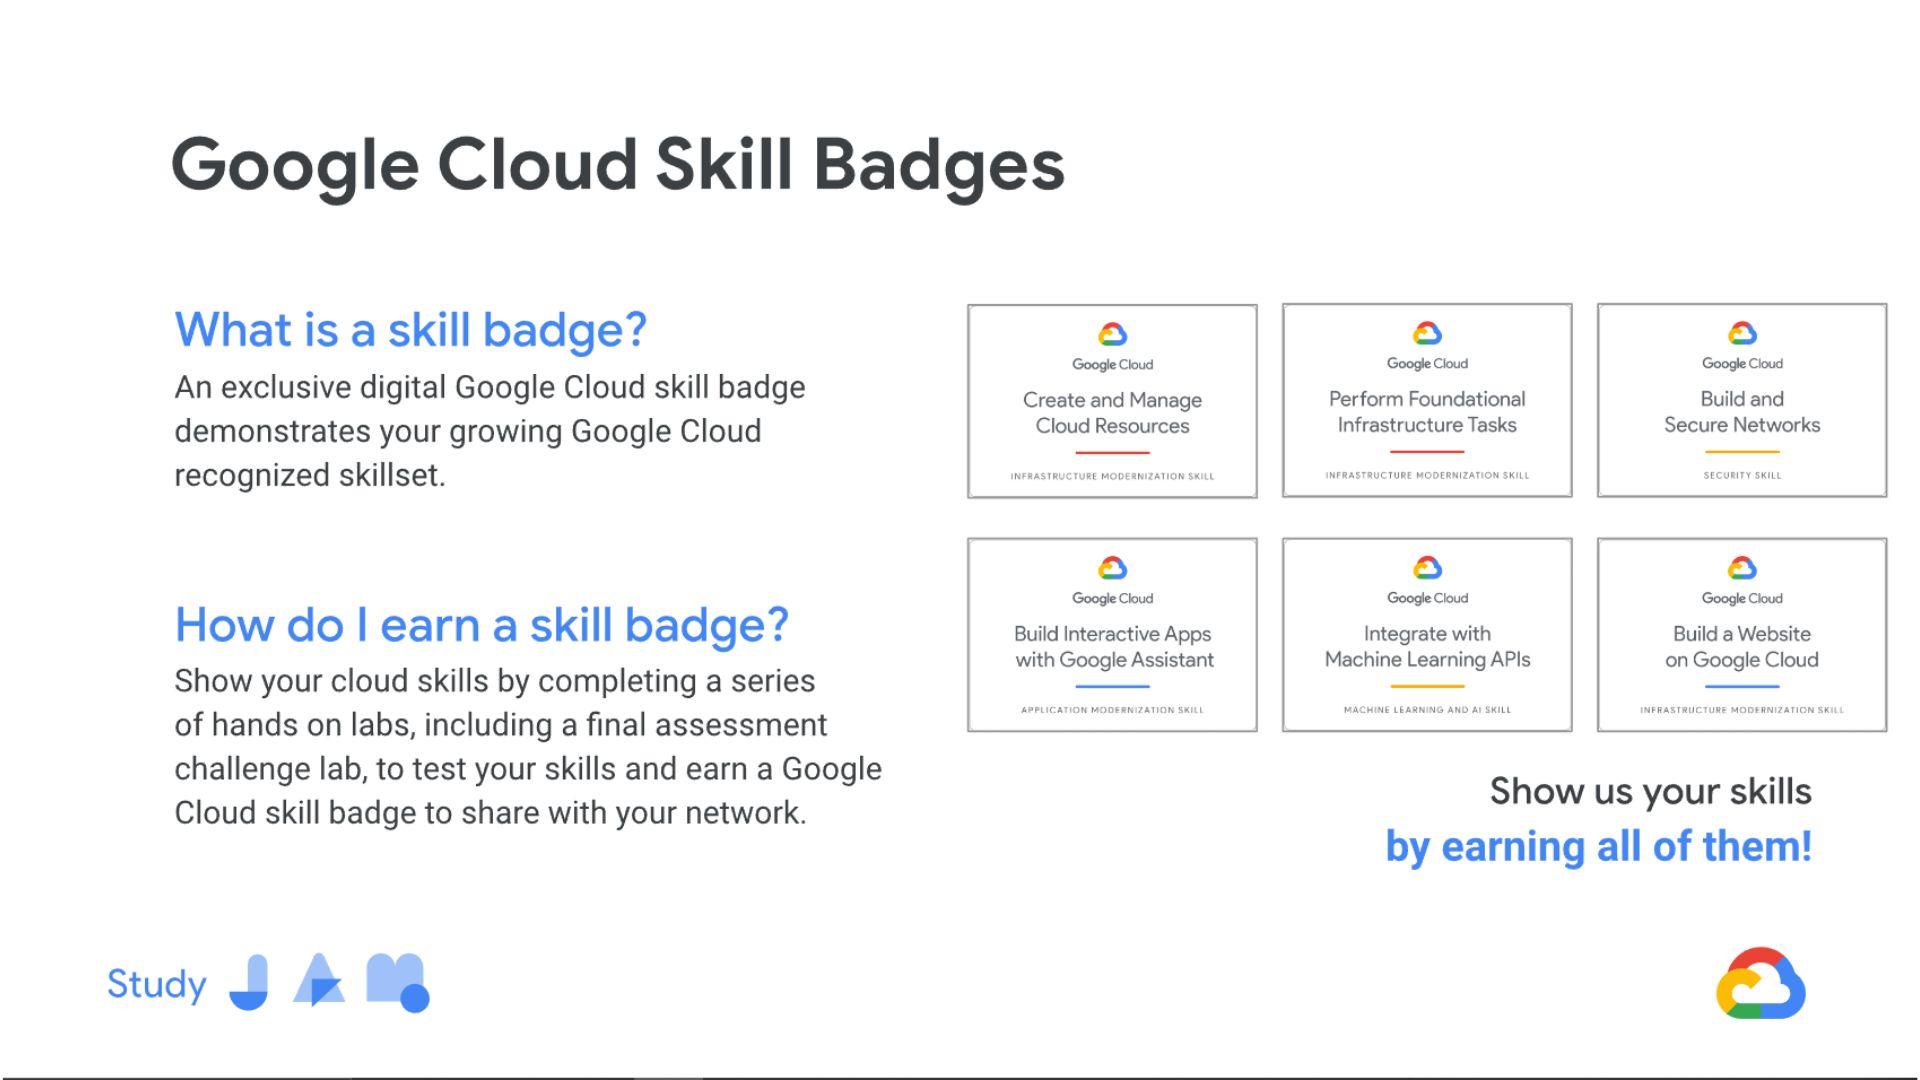 Google Cloud Skill Badges
What is a skill badge?
An exclusive digital Google Cloud skill badge
demonstrates your growing Google Cloud
recognized skillset.
How do I earn a skill badge?
Show your cloud skills by completing a series
of hands on labs, including a final assessment
challenge lab, to test your skills and earn a Google
Cloud skill badge to share with your network.
Google Cloud
Create and Manage
Cloud Resources
INFRASTRUCTURE MODERNIZATION SKILL
Google Cloud
Perform Foundational
Infrastructure Tasks
INFRASTRUCTURE MODERNIZATION SKILL
Google Cloud
Build and
Secure Networks
SECURITY SKILL
Google Cloud
Build Interactive Apps
with Google Assistant
APPLICATION MODERNIZATION SKILL
Google Cloud
Integrate with
Machine Learning APIs
MACHINE LEARNING AND AI SKILL
Google Cloud
Build a Website
on Google Cloud
INFRASTRUCTURE MODERNIZATION SKILL
Show us your skills
by earning all of them!
Study JAM